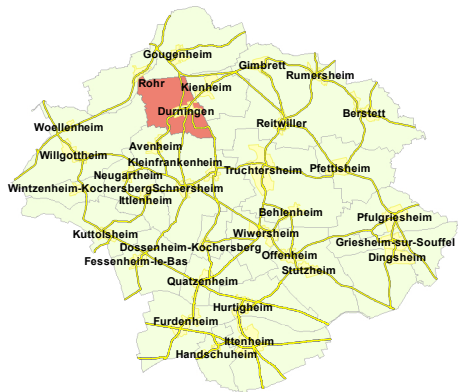 Gougenheim
Gimbrett
Rumersheim
Rohr
Kienheim
Durningen
Berstett
Reitwiller
Woellenheim
Avenheim
Willgottheim
Kleinfrankenheim
Truchtersheim
Pfettisheim
Neugartheim
Wintzenheim-Kochersberg
Schnersheim
Ittlenheim
Behlenheim
Pfulgriesheim
Kuttolsheim
Wiwersheim
Dossenheim-Kochersberg
Griesheim-sur-Souffel
Fessenheim-le-Bas
Offenheim
Dingsheim
Stutzheim
Quatzenheim
Hurtigheim
Furdenheim
Ittenheim
Handschuheim